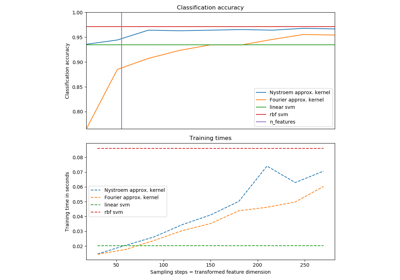 Classification accuracy
1.00
0.95
0.90
0.85
0.80
Classification accuracy
Nystroem approx. kernel
Fourier approx. kernel
linear svm
rbf svm
n_features
Training times
0.09
0.08
0.07
0.06
0.05
0.04
0.03
0.02
Training time in seconds
Nystroem approx. kernel
Fourier approx. kernel
linear svm
rbf svm
50
100
150
200
250
Sampling steps = transformed feature dimension